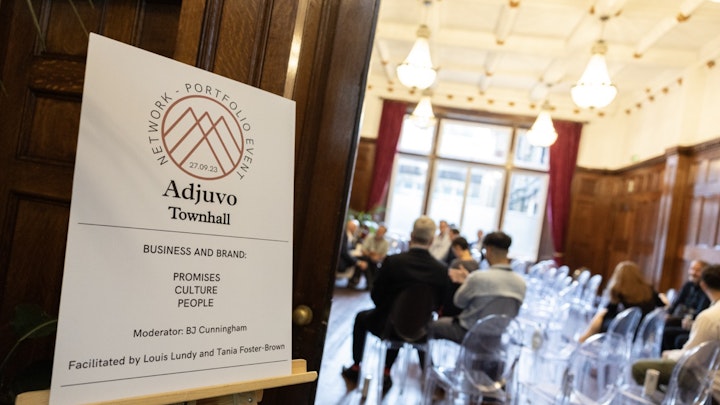 NETWORK - PORTFOLIO EVENT
27.09.23
Adjuvo
Townhall
BUSINESS AND BRAND:
PROMISES
CULTURE
PEOPLE
Moderator: BJ Cunningham
Facilitated by Louis Lundy and Tania Foster-Brown